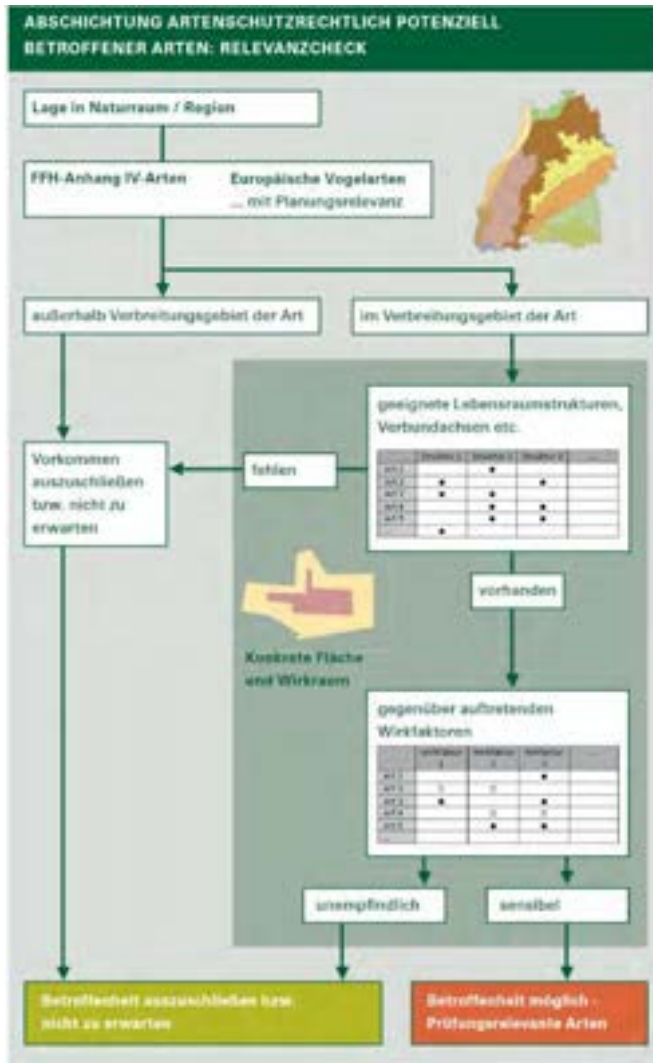 ABSCHICHTUNG ARTENSCHUTZRECHTLICH POTENZIELL
BETROFFENER ARTEN: RELEVANZCHECK
Lage in Naturraum / Region
FFH-Anhang IV-Arten
Europäische Vogelarten
... mit Planungsrelevanz
außerhalb Verbreitungsgebiet der Art
im Verbreitungsgebiet der Art
geeignete Lebensraumstrukturen,
Verbundachsen etc.
fehlen
Vorkommen
auszuschließen
bzw. nicht zu
erwarten
vorhanden
Konkrete Fläche
und Wirkraum
gegenüber auftretenden
Wirkfaktoren
unempfindlich
sensibel
Betroffenheit auszuschließen bzw.
nicht zu erwarten
Betroffenheit möglich -
Prüfungsrelevante Arten